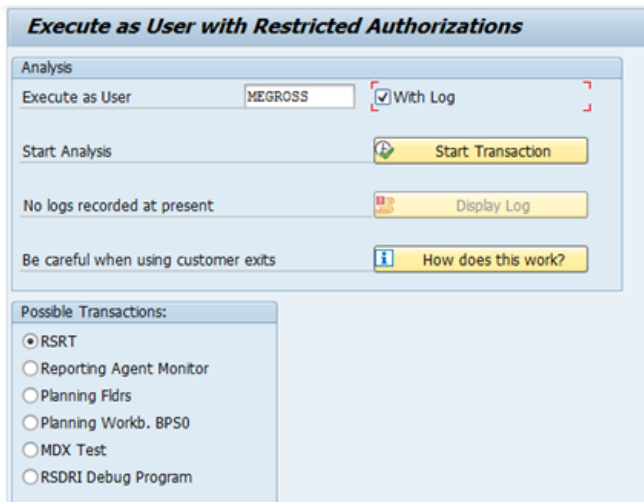 Execute as User with Restricted Authorizations
Analysis
Execute as User MEGROSS With Log
Start Analysis Start Transaction
No logs recorded at present Display Log
Be careful when using customer exits How does this work?
Possible Transactions:
RSRT
Reporting Agent Monitor
Planning Fldrs
Planning Workb. BPS0
MDX Test
RSDRI Debug Program